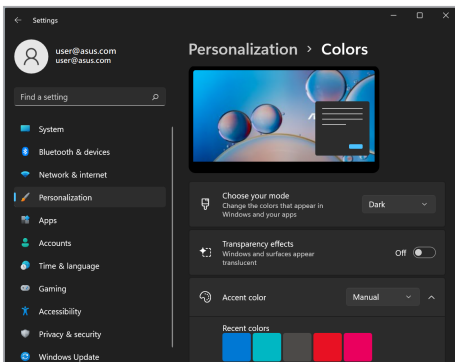 Settings
user@asus.com
user@asus.com
Personalization > Colors
Find a setting
System
Bluetooth & devices
Network & internet
Personalization
Apps
Accounts
Time & language
Gaming
Accessibility
Privacy & security
Windows Update
Choose your mode
Change the colors that appear in
Windows and your apps
Dark
Transparency effects
Windows and surfaces appear
translucent
Off
Accent color
Manual
Recent colors